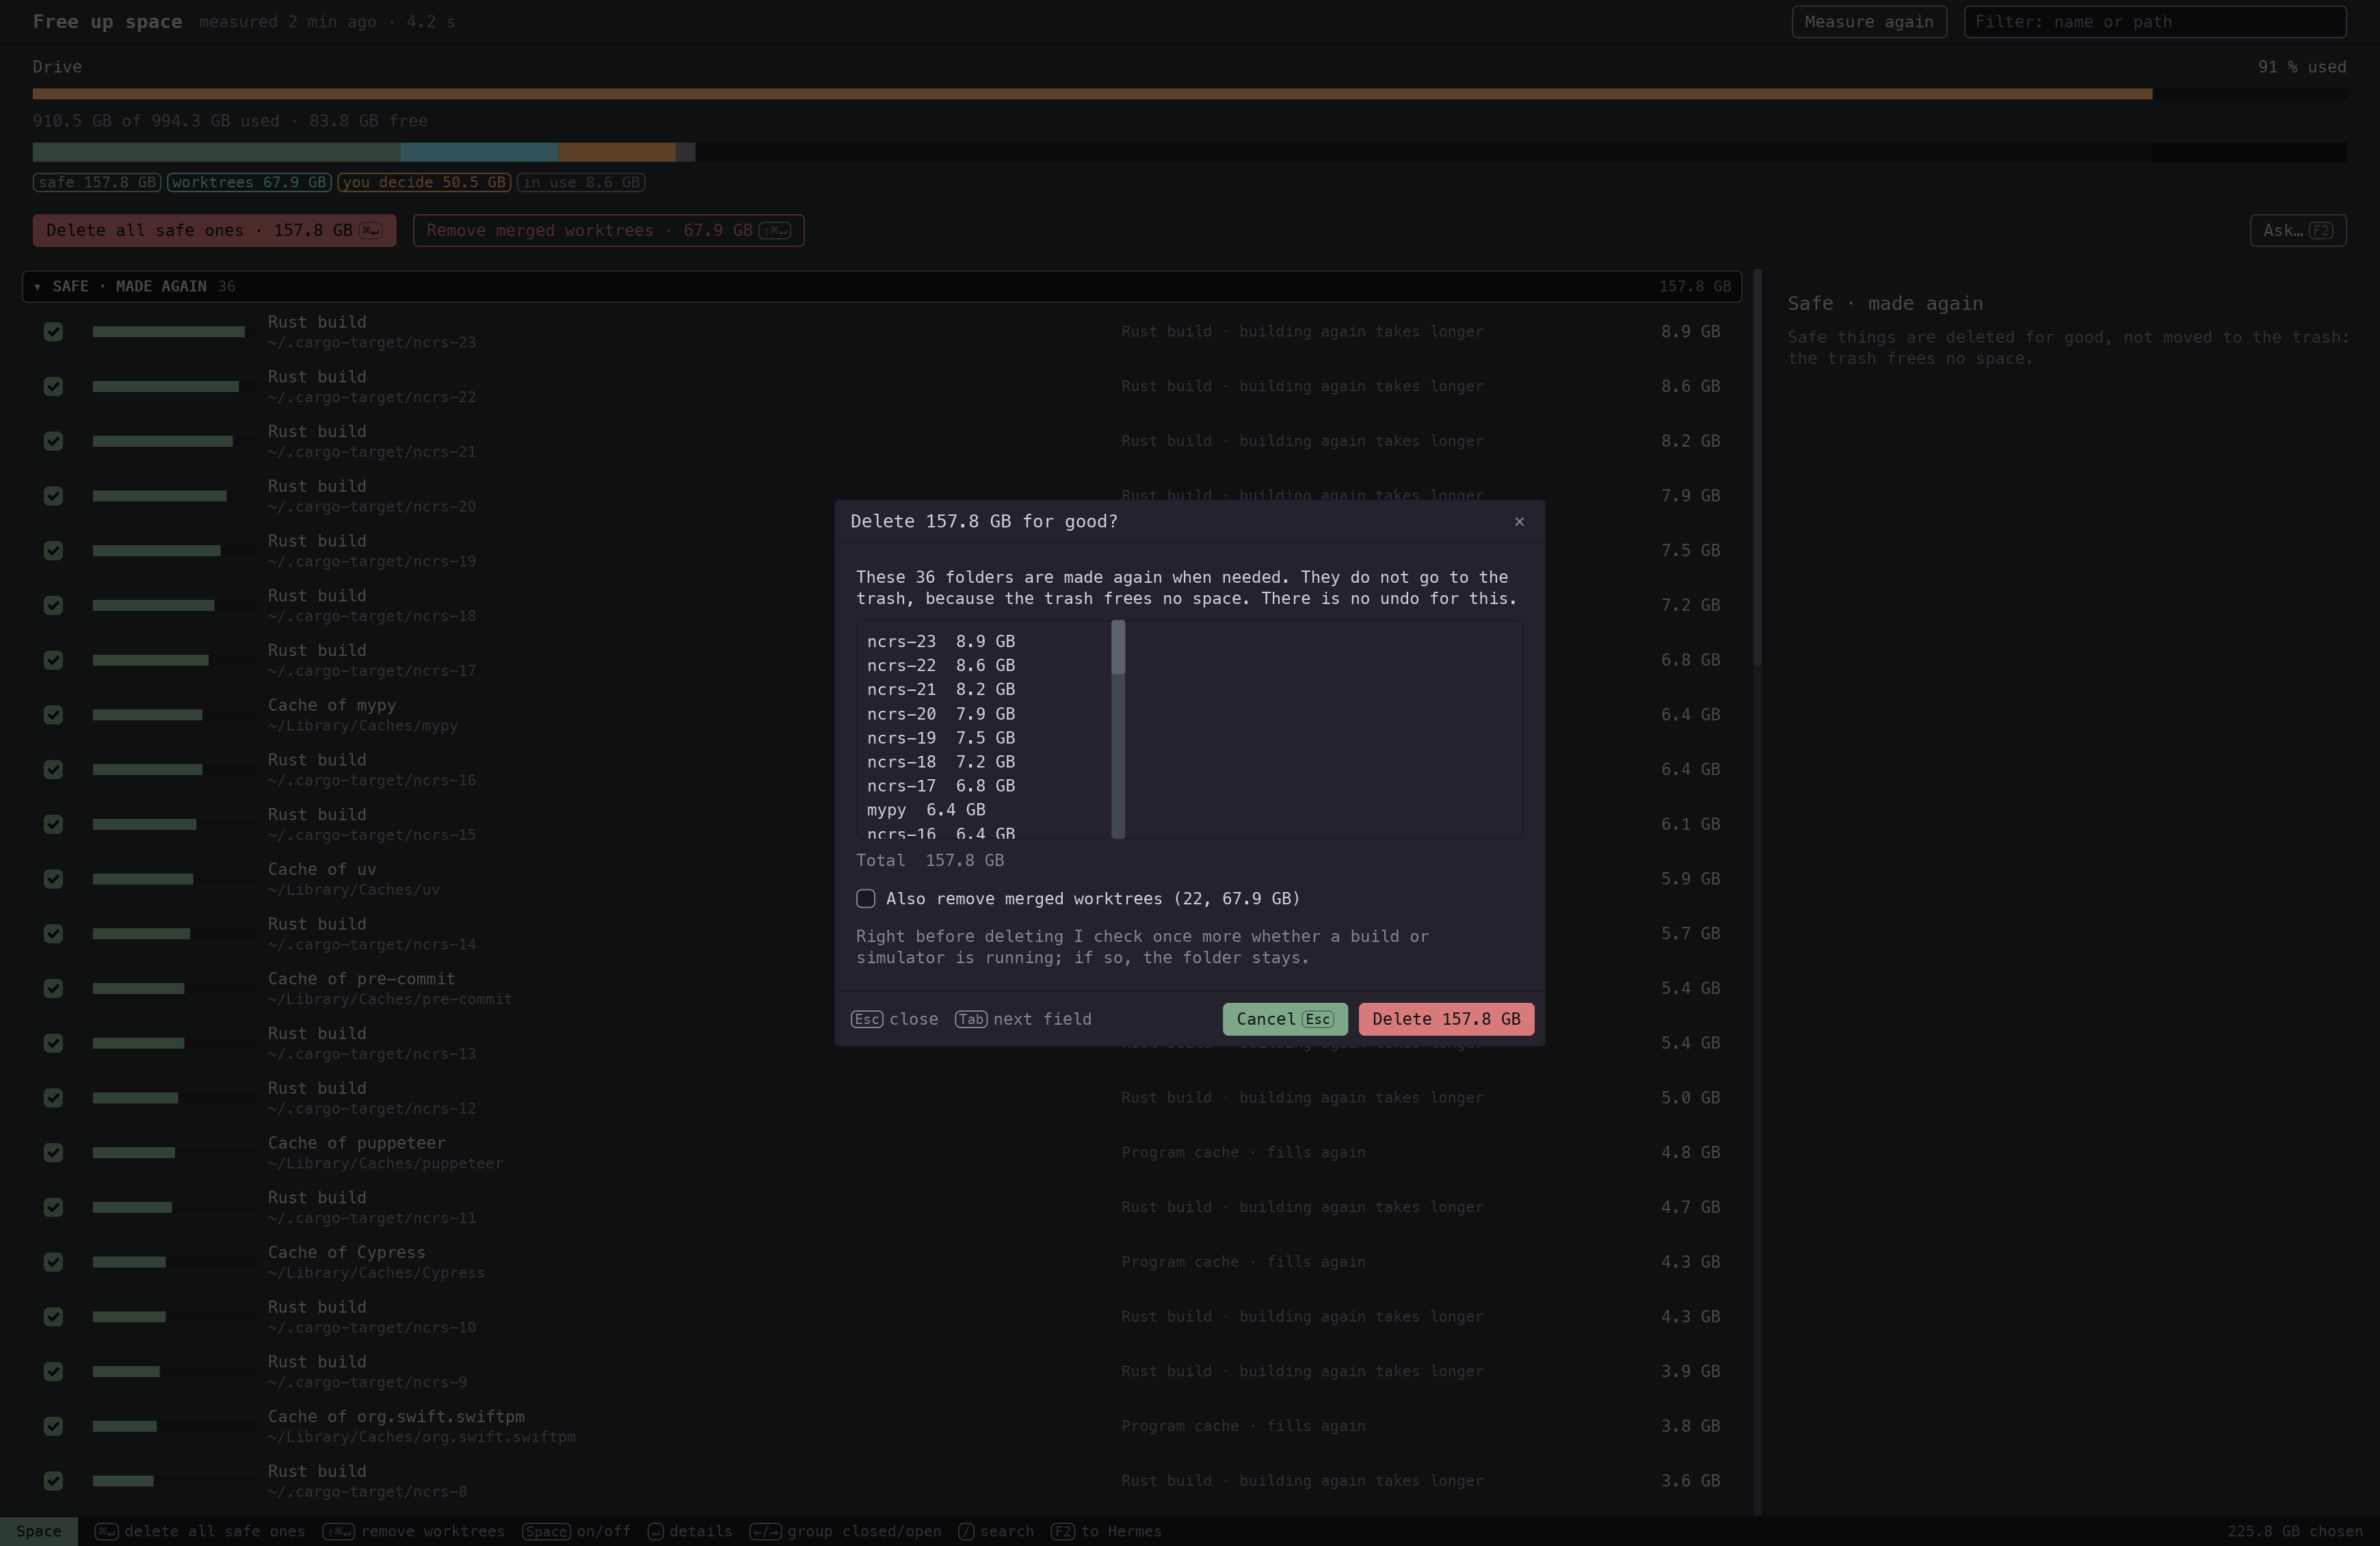 Free up space measured 2 min ago · 4.2 s Measure again Filter: name or path
Drive 91 % used
910.5 GB of 994.3 GB used · 83.8 GB free
safe 157.8 GB worktrees 67.9 GB you decide 50.5 GB in use 8.6 GB
Delete all safe ones · 157.8 GB ⌘↵ Remove merged worktrees · 67.9 GB ⇧⌘↵ Ask… F2
▾ SAFE · MADE AGAIN 36 157.8 GB
Safe · made again
Safe things are deleted for good, not moved to the trash:
the trash frees no space.
Rust build
~/.cargo-target/ncrs-23
Rust build · building again takes longer 8.9 GB
Rust build
~/.cargo-target/ncrs-22
Rust build · building again takes longer 8.6 GB
Rust build
~/.cargo-target/ncrs-21
Rust build · building again takes longer 8.2 GB
Rust build
~/.cargo-target/ncrs-20
Rust build · building again takes longer 7.9 GB
Rust build
~/.cargo-target/ncrs-19
7.5 GB
Rust build
~/.cargo-target/ncrs-18
7.2 GB
Rust build
~/.cargo-target/ncrs-17
6.8 GB
Cache of mypy
~/Library/Caches/mypy
6.4 GB
Rust build
~/.cargo-target/ncrs-16
6.4 GB
Rust build
~/.cargo-target/ncrs-15
6.1 GB
Cache of uv
~/Library/Caches/uv
5.9 GB
Rust build
~/.cargo-target/ncrs-14
5.7 GB
Cache of pre-commit
~/Library/Caches/pre-commit
5.4 GB
Rust build
~/.cargo-target/ncrs-13
5.4 GB
Rust build
~/.cargo-target/ncrs-12
Rust build · building again takes longer 5.0 GB
Cache of puppeteer
~/Library/Caches/puppeteer
Program cache · fills again 4.8 GB
Rust build
~/.cargo-target/ncrs-11
Rust build · building again takes longer 4.7 GB
Cache of Cypress
~/Library/Caches/Cypress
Program cache · fills again 4.3 GB
Rust build
~/.cargo-target/ncrs-10
Rust build · building again takes longer 4.3 GB
Rust build
~/.cargo-target/ncrs-9
Rust build · building again takes longer 3.9 GB
Cache of org.swift.swiftpm
~/Library/Caches/org.swift.swiftpm
Program cache · fills again 3.8 GB
Rust build
~/.cargo-target/ncrs-8
Rust build · building again takes longer 3.6 GB
Delete 157.8 GB for good? ×
These 36 folders are made again when needed. They do not go to the
trash, because the trash frees no space. There is no undo for this.
ncrs-23 8.9 GB
ncrs-22 8.6 GB
ncrs-21 8.2 GB
ncrs-20 7.9 GB
ncrs-19 7.5 GB
ncrs-18 7.2 GB
ncrs-17 6.8 GB
mypy 6.4 GB
ncrs-16 6.4 GB
Total 157.8 GB
Also remove merged worktrees (22, 67.9 GB)
Right before deleting I check once more whether a build or
simulator is running; if so, the folder stays.
Esc close Tab next field Cancel Esc Delete 157.8 GB
Space ⌘↵ delete all safe ones ⇧⌘↵ remove worktrees Space on/off ↵ details ←/→ group closed/open / search F2 to Hermes 225.8 GB chosen